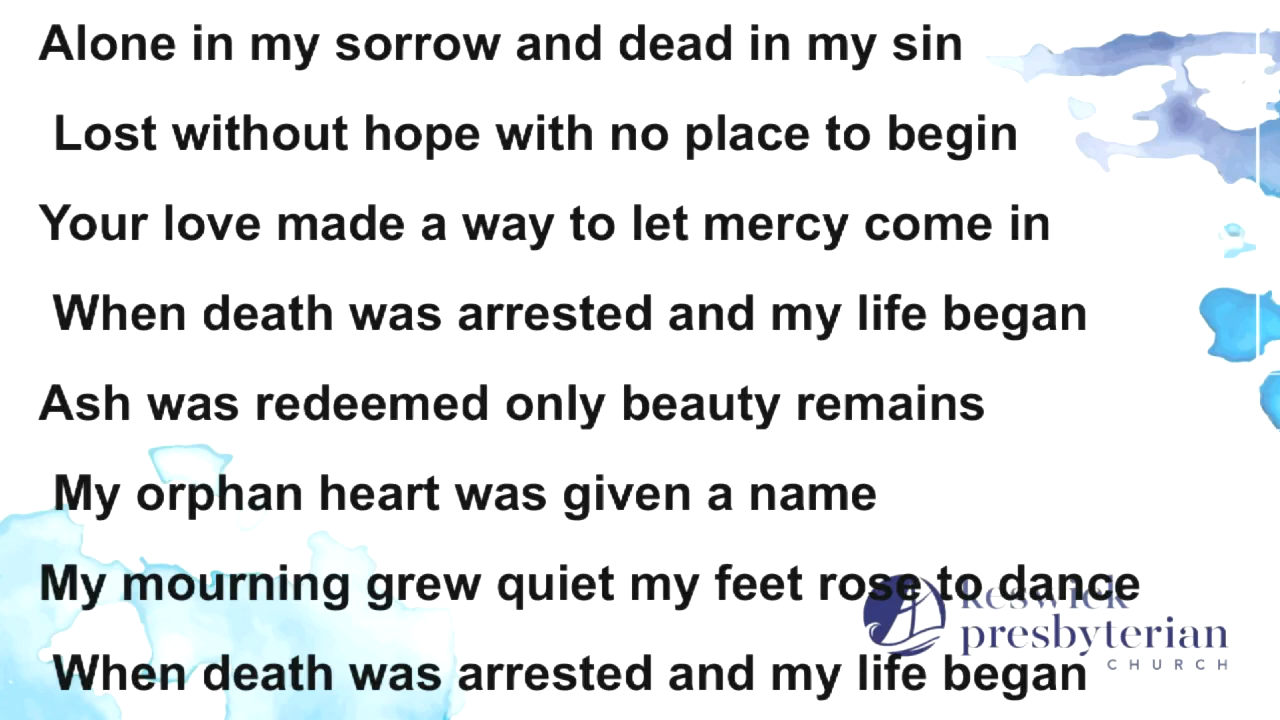 Alone in my sorrow and dead in my sin
Lost without hope with no place to begin
Your love made a way to let mercy come in
When death was arrested and my life began
Ash was redeemed only beauty remains
My orphan heart was given a name
My mourning grew quiet my feet rose to dance
keswick
presbyterian
CHURCH
When death was arrested and my life began